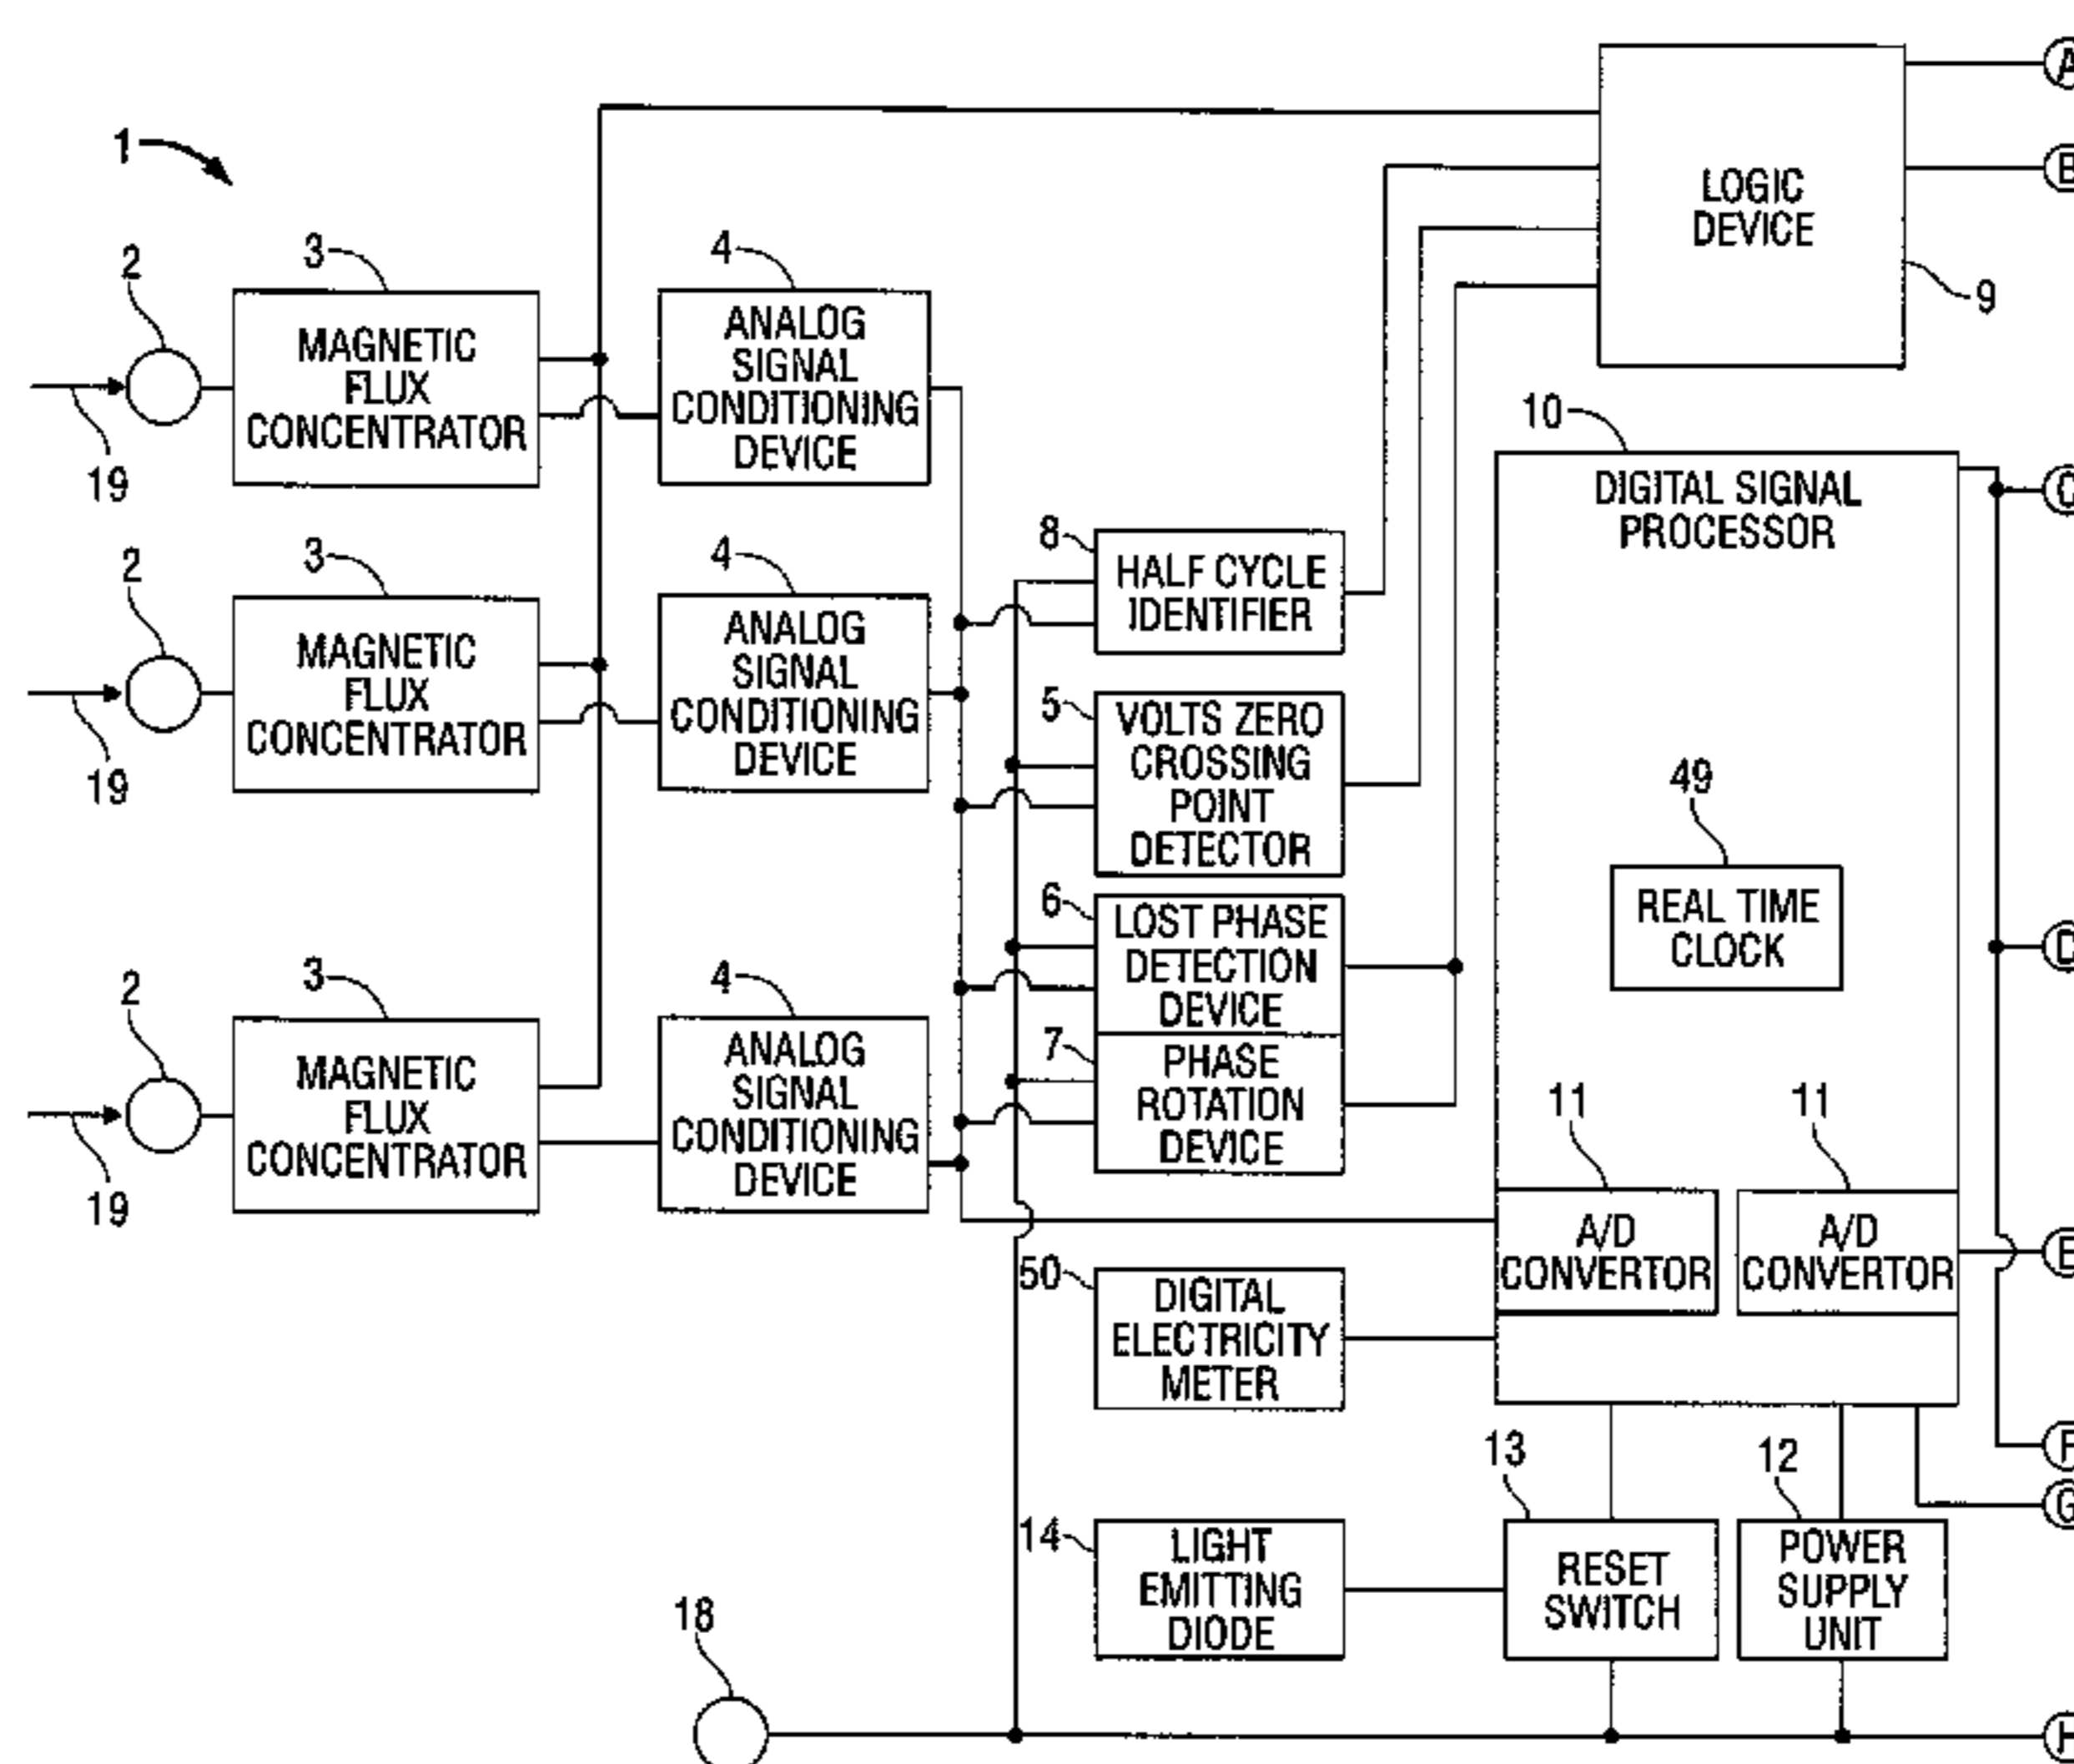 1
2
3
MAGNETIC
FLUX
CONCENTRATOR
19
4
ANALOG
SIGNAL
CONDITIONING
DEVICE
2
3
MAGNETIC
FLUX
CONCENTRATOR
19
4
ANALOG
SIGNAL
CONDITIONING
DEVICE
2
3
MAGNETIC
FLUX
CONCENTRATOR
19
4
ANALOG
SIGNAL
CONDITIONING
DEVICE
8
HALF CYCLE
IDENTIFIER
5
VOLTS ZERO
CROSSING
POINT
DETECTOR
6
LOST PHASE
DETECTION
DEVICE
7
PHASE
ROTATION
DEVICE
50
DIGITAL
ELECTRICITY
METER
14
LIGHT
EMITTING
DIODE
18
LOGIC
DEVICE
9
10
DIGITAL SIGNAL
PROCESSOR
49
REAL TIME
CLOCK
11
A/D
CONVERTOR
11
A/D
CONVERTOR
13
RESET
SWITCH
12
POWER
SUPPLY
UNIT
A
B
C
D
E
F
G
H